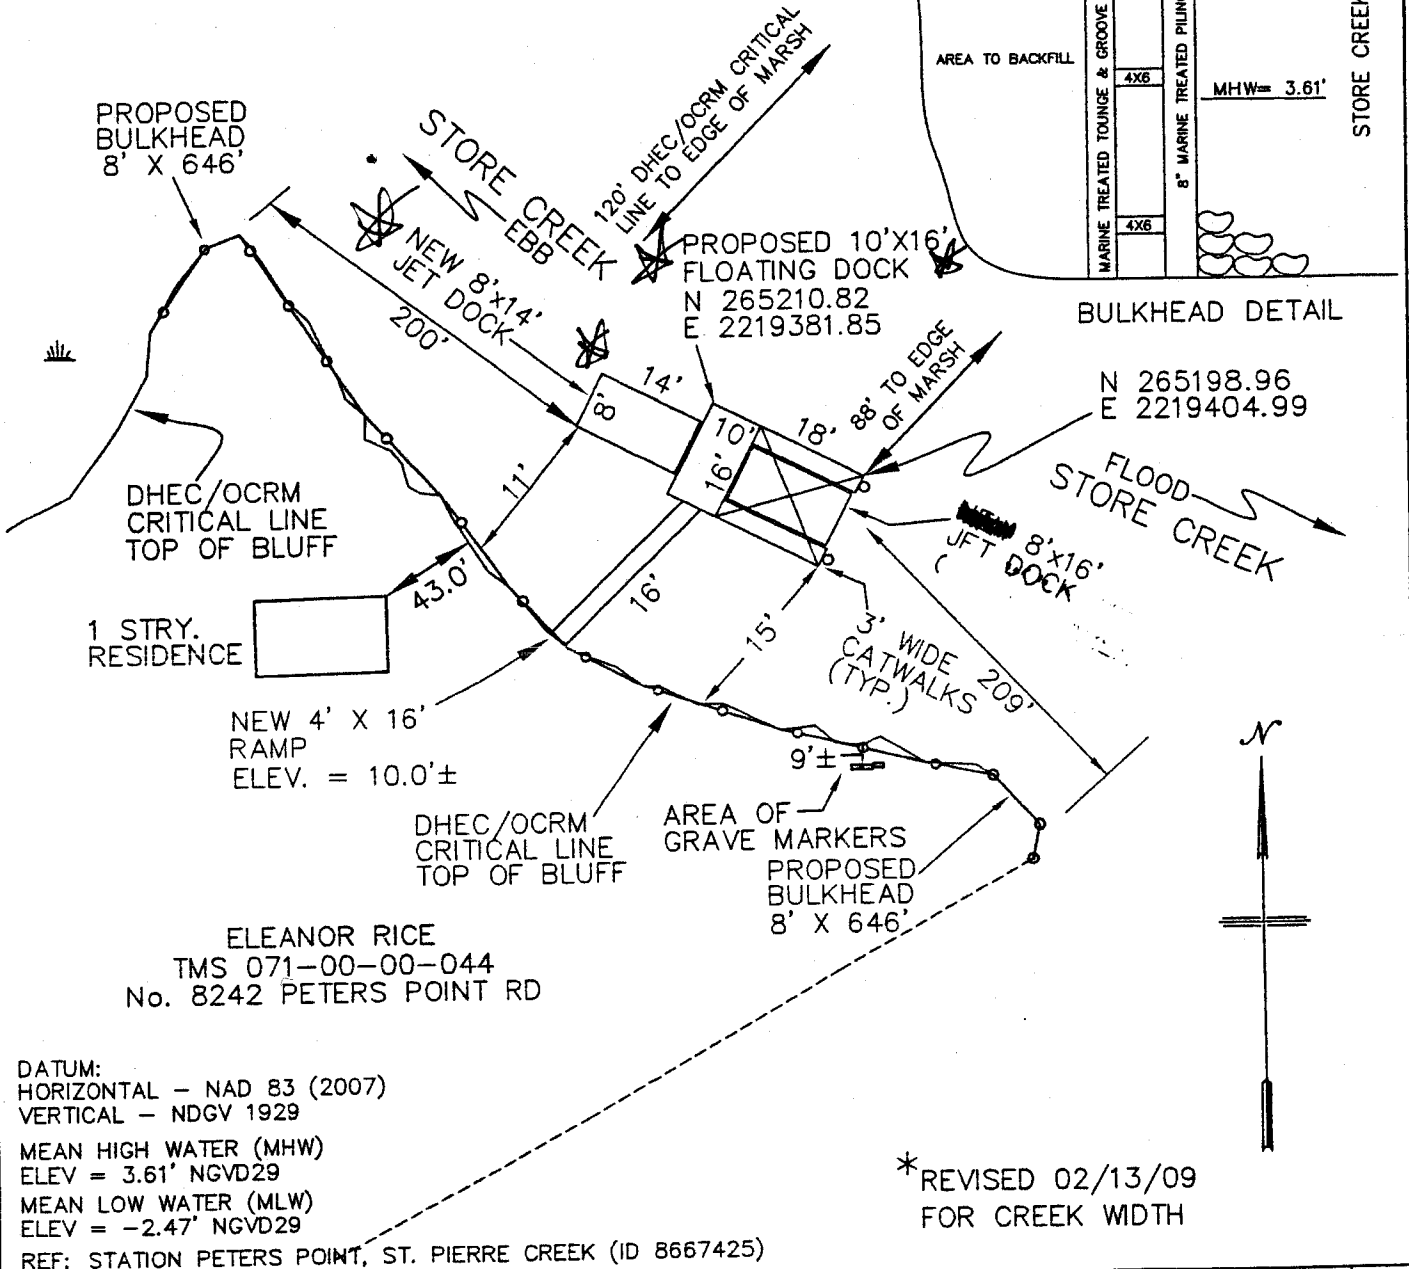 PROPOSED
BULKHEAD
8' X 646'
STORE CREEK
EBB
120' DHEC/OCRM CRITICAL
LINE TO EDGE OF MARSH
AREA TO BACKFILL
MARINE TREATED TOUNGE & GROOVE
4X6
4X6
8" MARINE TREATED PILING
MHW= 3.61'
STORE CREEK
BULKHEAD DETAIL
NEW 8'x14'
JET DOCK
200'
PROPOSED 10'X16'
FLOATING DOCK
N 265210.82
E 2219381.85
88' TO EDGE
OF MARSH
N 265198.96
E 2219404.99
14'
8'
10'
16'
18'
11'
FLOOD
STORE CREEK
8'x16'
JET DOCK
DHEC/OCRM
CRITICAL LINE
TOP OF BLUFF
43.0'
1 STRY.
RESIDENCE
16'
15'
3' WIDE
CATWALKS
(TYP.)
209'
NEW 4' X 16'
RAMP
ELEV. = 10.0'±
9'±
AREA OF
GRAVE MARKERS
DHEC/OCRM
CRITICAL LINE
TOP OF BLUFF
PROPOSED
BULKHEAD
8' X 646'
N
ELEANOR RICE
TMS 071-00-00-044
No. 8242 PETERS POINT RD
DATUM:
HORIZONTAL - NAD 83 (2007)
VERTICAL - NDGV 1929
MEAN HIGH WATER (MHW)
ELEV = 3.61' NGVD29
MEAN LOW WATER (MLW)
ELEV = -2.47' NGVD29
REF: STATION PETERS POINT, ST. PIERRE CREEK (ID 8667425)
*REVISED 02/13/09
FOR CREEK WIDTH